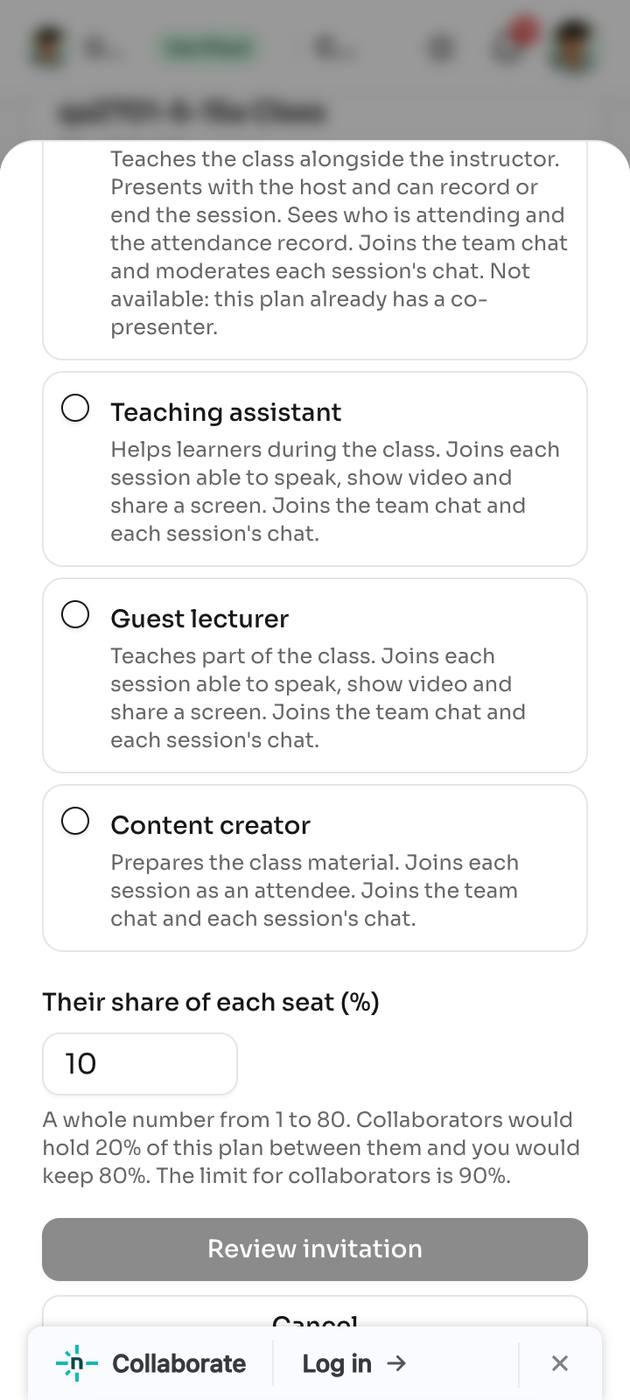 Teaches the class alongside the instructor.
Presents with the host and can record or
end the session. Sees who is attending and
the attendance record. Joins the team chat
and moderates each session's chat. Not
available: this plan already has a co-
presenter.
Teaching assistant
Helps learners during the class. Joins each
session able to speak, show video and
share a screen. Joins the team chat and
each session's chat.
Guest lecturer
Teaches part of the class. Joins each
session able to speak, show video and
share a screen. Joins the team chat and
each session's chat.
Content creator
Prepares the class material. Joins each
session as an attendee. Joins the team
chat and each session's chat.
Their share of each seat (%)
10
A whole number from 1 to 80. Collaborators would
hold 20% of this plan between them and you would
keep 80%. The limit for collaborators is 90%.
Review invitation
Cancel
n Collaborate Log in →